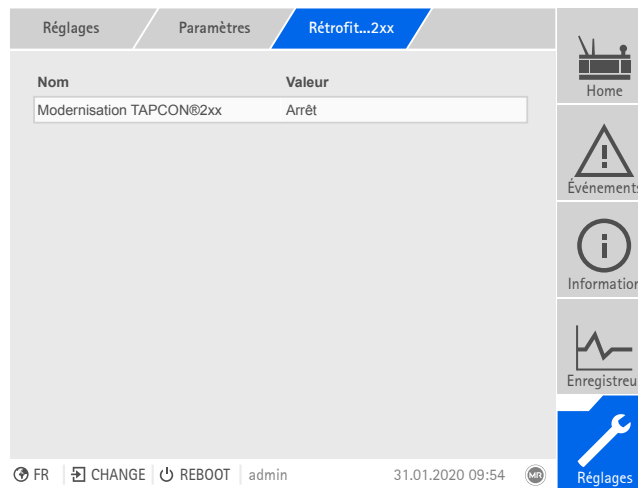 Réglages Paramètres Rétrofit...2xx
Nom Valeur
Modernisation TAPCON®2xx Arrêt
Home
Événements
Information
Enregistreu
Réglages
FR CHANGE REBOOT admin 31.01.2020 09:54 MR